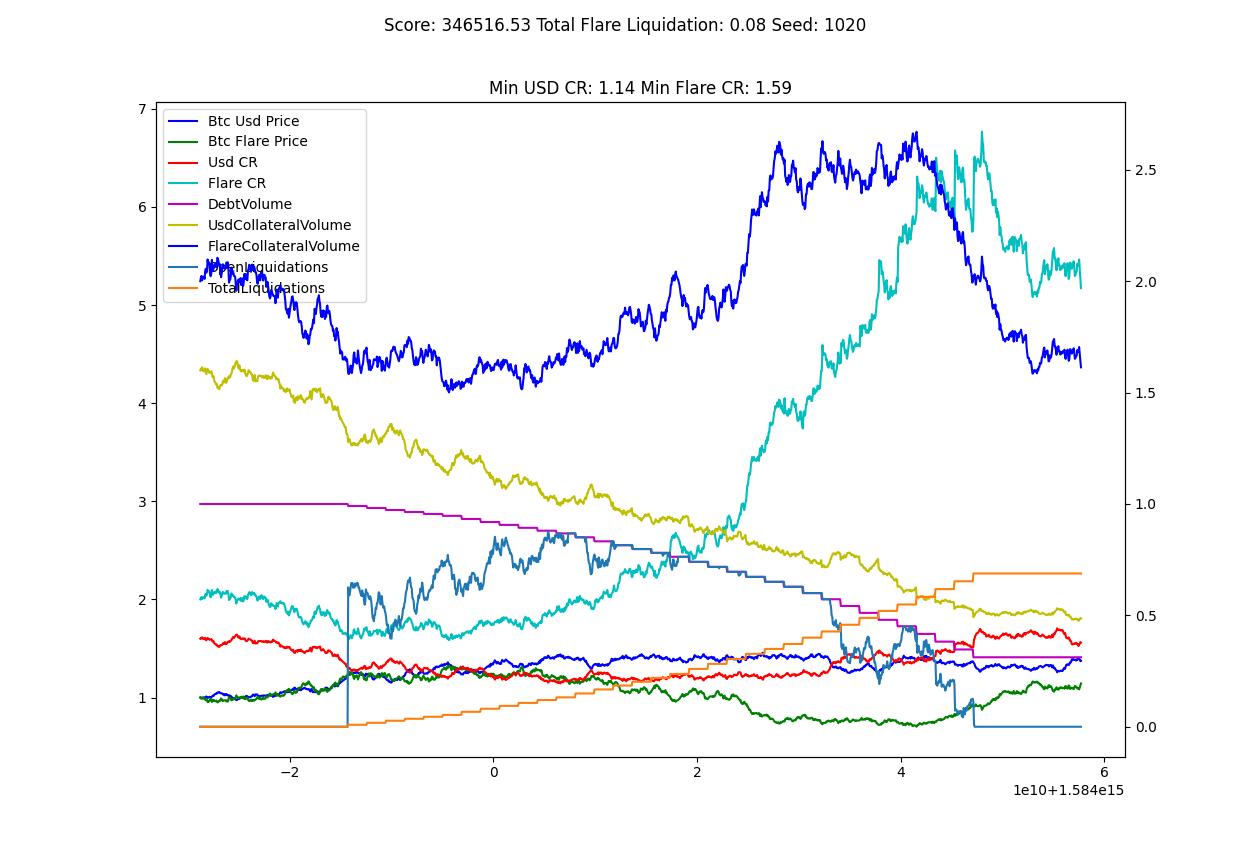 Score: 346516.53 Total Flare Liquidation: 0.08 Seed: 1020
Min USD CR: 1.14 Min Flare CR: 1.59
7
6
5
4
3
2
1
Btc Usd Price
Btc Flare Price
Usd CR
Flare CR
DebtVolume
UsdCollateralVolume
FlareCollateralVolume
OpenLiquidations
TotalLiquidations
2.5
2.0
1.5
1.0
0.5
0.0
−2 0 2 4 6
1e10+1.584e15